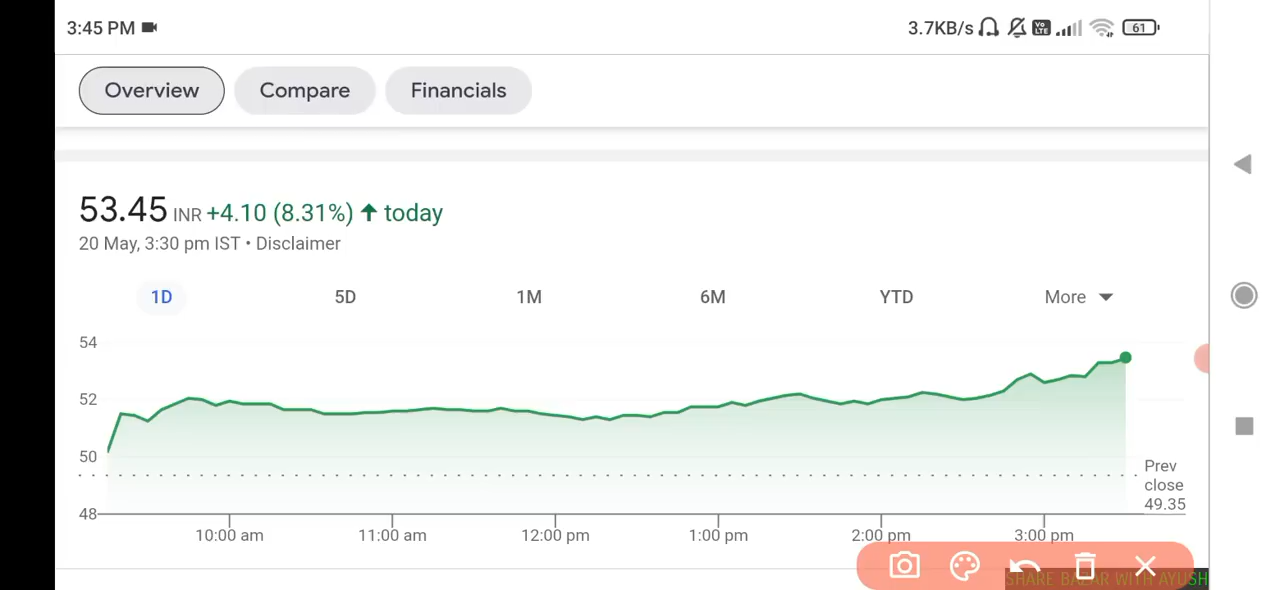 3:45 PM
3.7KB/s
Vo LTE
61
Overview Compare Financials
53.45 INR +4.10 (8.31%) ↑ today
20 May, 3:30 pm IST • Disclaimer
1D 5D 1M 6M YTD More
54
52
50
48
Prev close 49.35
10:00 am 11:00 am 12:00 pm 1:00 pm 2:00 pm 3:00 pm
SHARE BAZAR WITH AYUSH